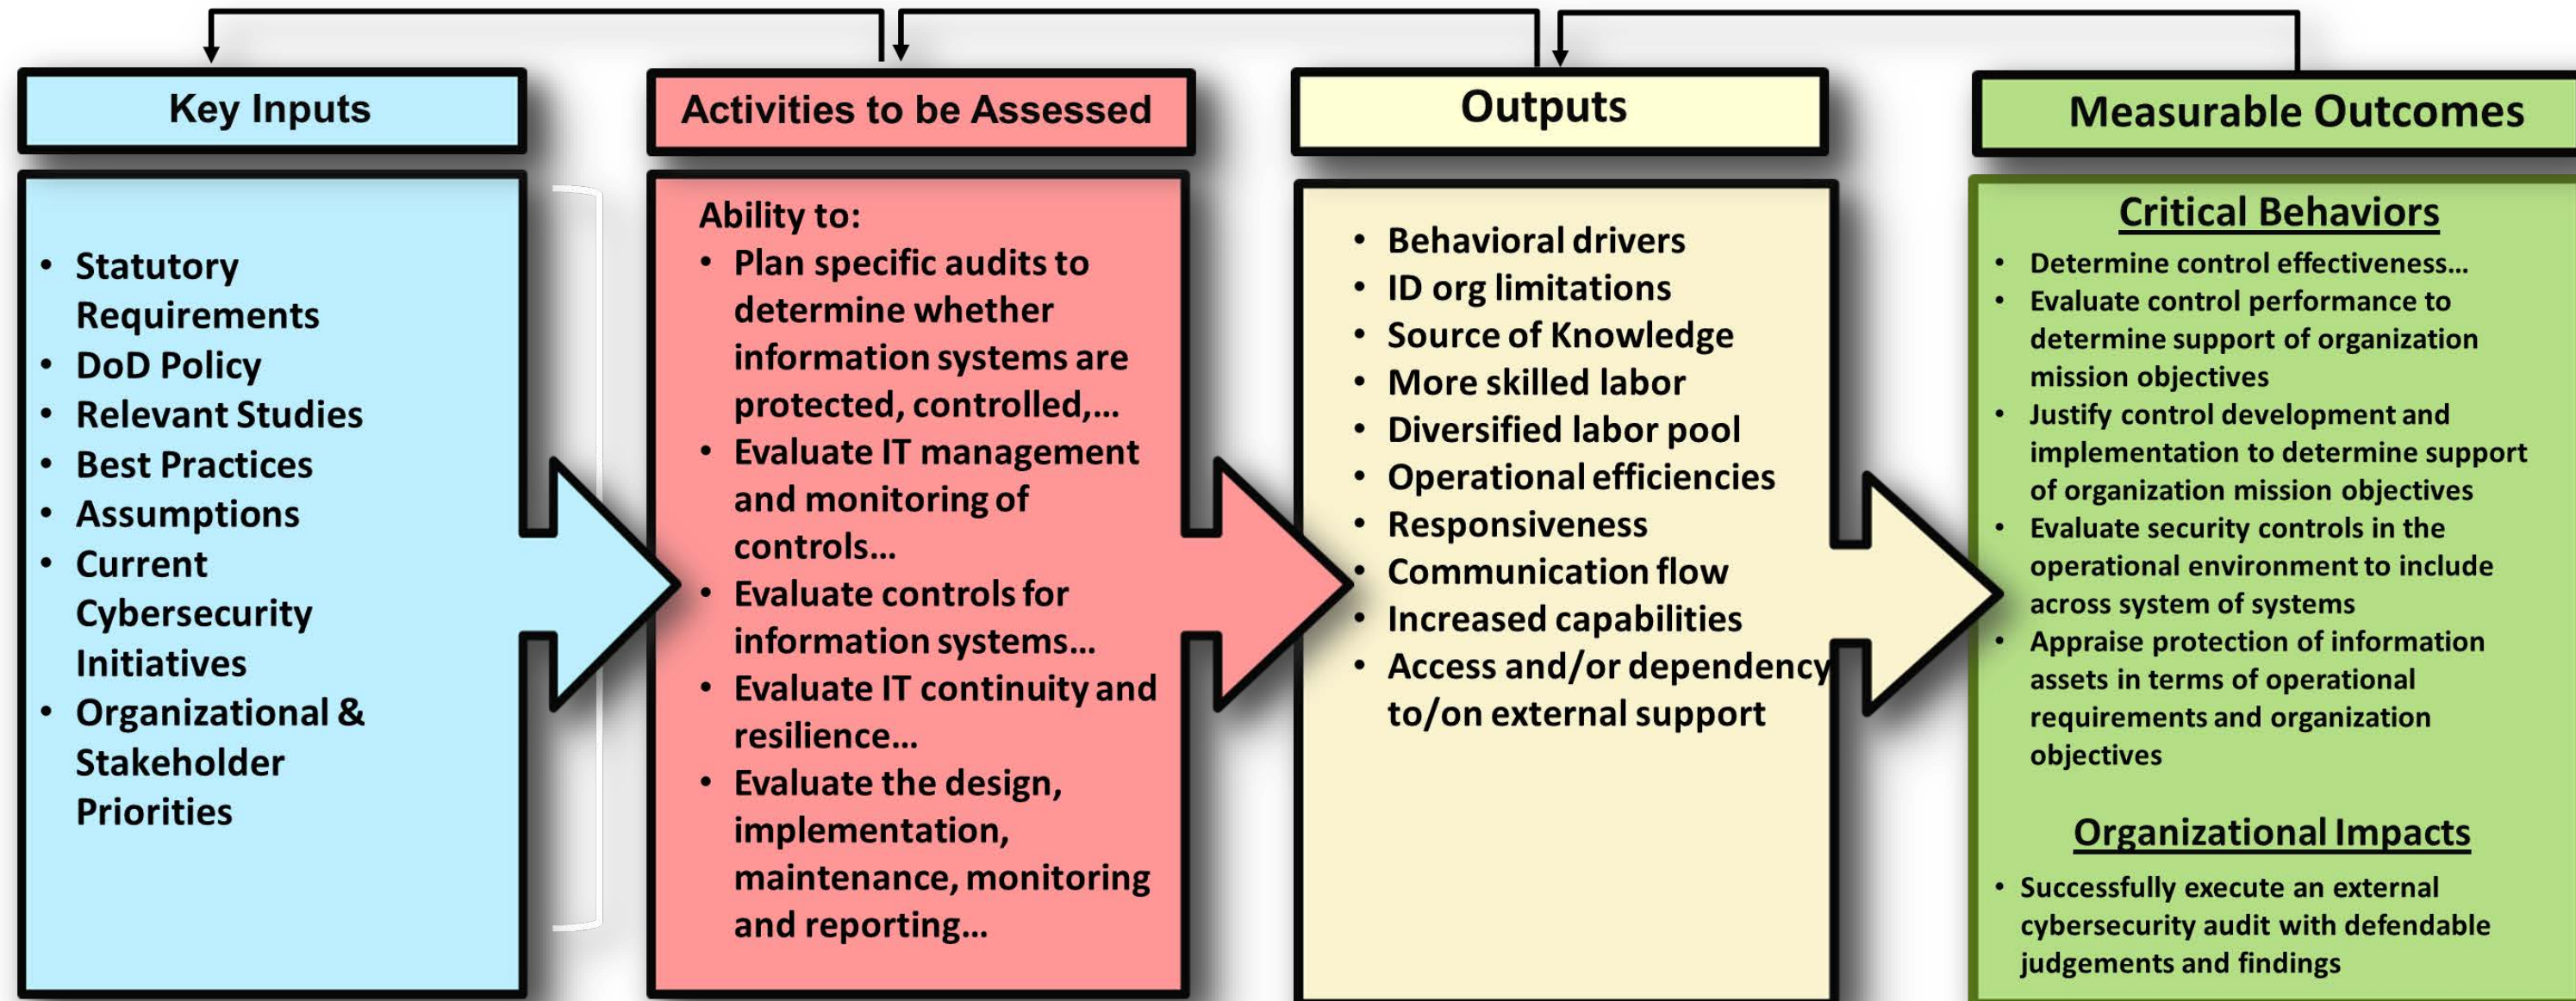 Key Inputs
• Statutory
Requirements
• DoD Policy
• Relevant Studies
• Best Practices
• Assumptions
• Current
Cybersecurity
Initiatives
• Organizational &
Stakeholder
Priorities
Activities to be Assessed
Ability to:
• Plan specific audits to
determine whether
information systems are
protected, controlled,...
• Evaluate IT management
and monitoring of
controls...
• Evaluate controls for
information systems...
• Evaluate IT continuity and
resilience...
• Evaluate the design,
implementation,
maintenance, monitoring
and reporting...
Outputs
• Behavioral drivers
• ID org limitations
• Source of Knowledge
• More skilled labor
• Diversified labor pool
• Operational efficiencies
• Responsiveness
• Communication flow
• Increased capabilities
• Access and/or dependency
to/on external support
Measurable Outcomes
Critical Behaviors
• Determine control effectiveness...
• Evaluate control performance to
determine support of organization
mission objectives
• Justify control development and
implementation to determine support
of organization mission objectives
• Evaluate security controls in the
operational environment to include
across system of systems
• Appraise protection of information
assets in terms of operational
requirements and organization
objectives
Organizational Impacts
• Successfully execute an external
cybersecurity audit with defendable
judgements and findings